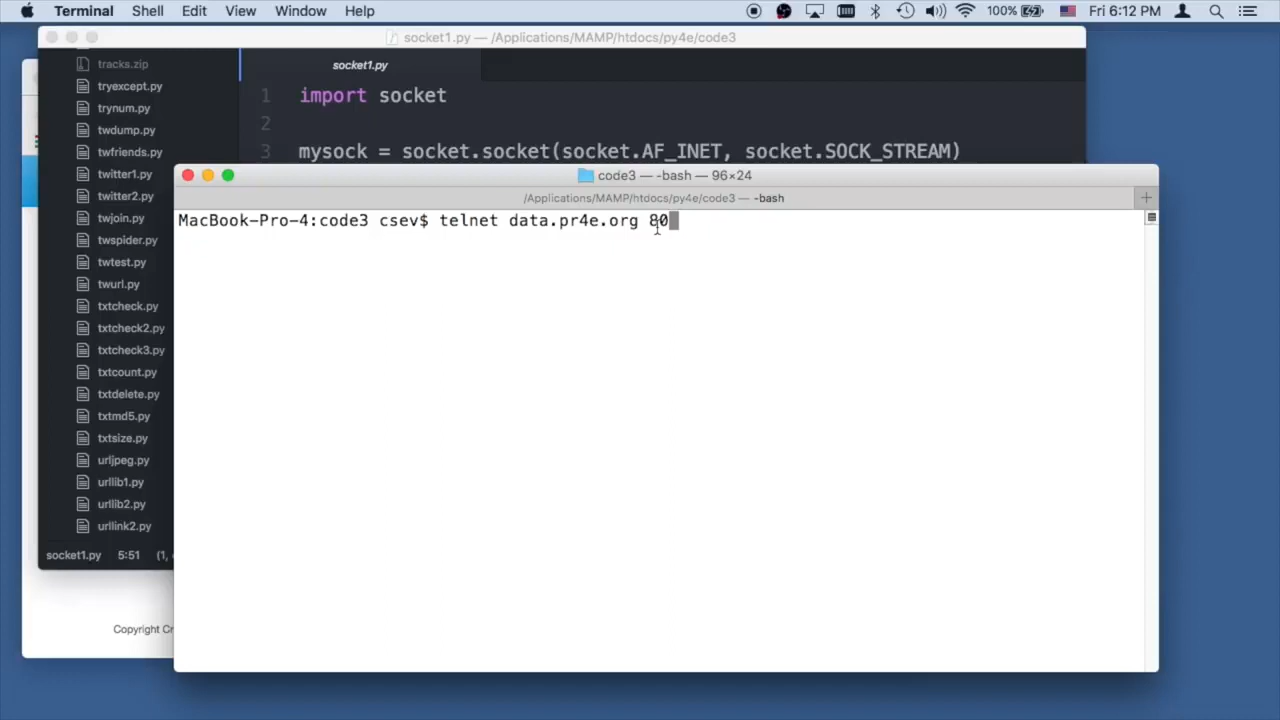 Terminal Shell Edit View Window Help 100% Fri 6:12 PM
socket1.py — /Applications/MAMP/htdocs/py4e/code3
tracks.zip
tryexcept.py
trynum.py
twdump.py
twfriends.py
twitter1.py
twitter2.py
twjoin.py
twspider.py
twtest.py
twurl.py
txtcheck.py
txtcheck2.py
txtcheck3.py
txtcount.py
txtdelete.py
txtmd5.py
txtsize.py
urljpeg.py
urllib1.py
urllib2.py
urllink2.py
socket1.py 5:51 (1,
socket1.py
1 import socket
2
3 mysock = socket.socket(socket.AF_INET, socket.SOCK_STREAM)
code3 — -bash — 96×24
/Applications/MAMP/htdocs/py4e/code3 — -bash
MacBook-Pro-4:code3 csev$ telnet data.pr4e.org 80
Copyright Cr